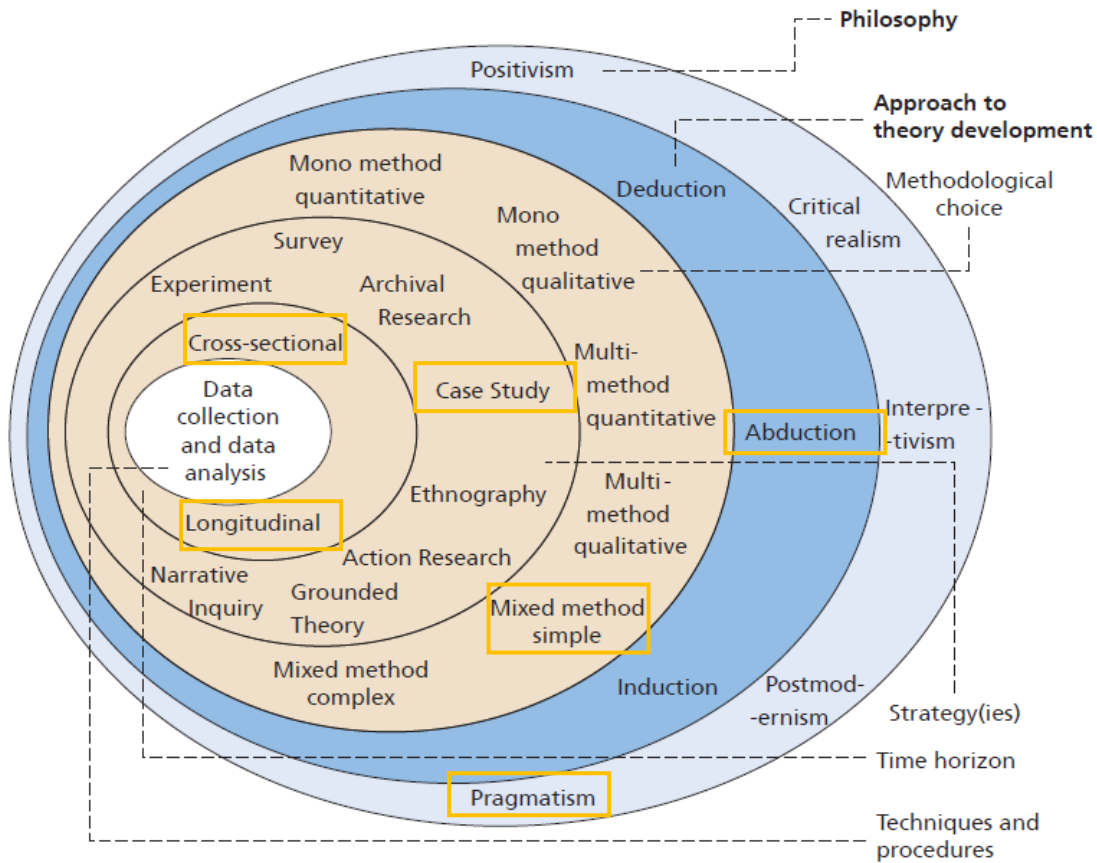 Philosophy
Positivism
Approach to
theory development
Mono method
quantitative
Deduction
Methodological
choice
Mono
method
qualitative
Critical
realism
Survey
Experiment
Archival
Research
Cross-sectional
Multi-
method
quantitative
Case Study
Data
collection
and data
analysis
Abduction
Interpre -
-tivism
Ethnography
Multi-
method
qualitative
Longitudinal
Action Research
Narrative
Inquiry
Grounded
Theory
Mixed method
simple
Mixed method
complex
Induction
Postmod-
-ernism
Strategy(ies)
Time horizon
Pragmatism
Techniques and
procedures